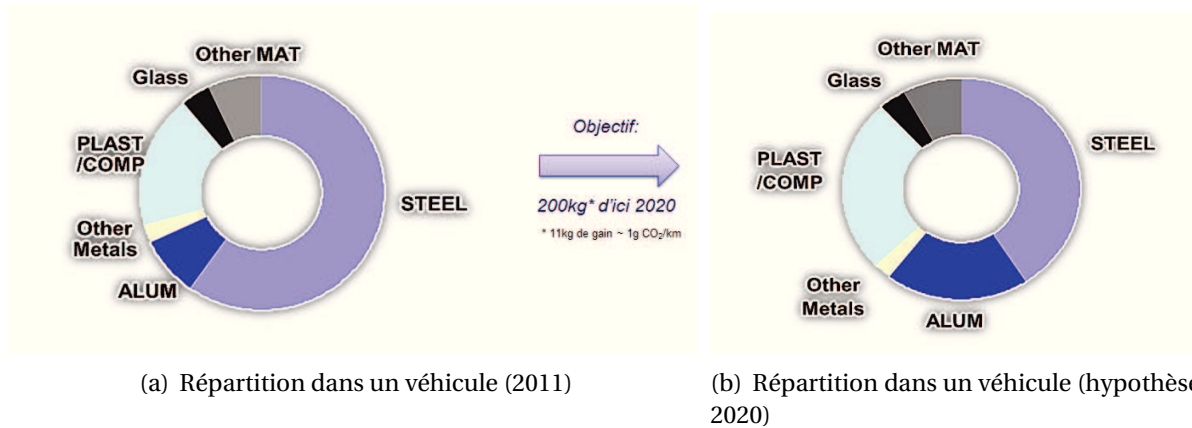 Other MAT
Glass
PLAST
/COMP
Other
Metals
ALUM
STEEL
Objectif:
200kg* d'ici 2020
* 11kg de gain ~ 1g CO₂/km
Other MAT
Glass
PLAST
/COMP
Other
Metals
ALUM
STEEL
(a) Répartition dans un véhicule (2011)
(b) Répartition dans un véhicule (hypothèse
2020)